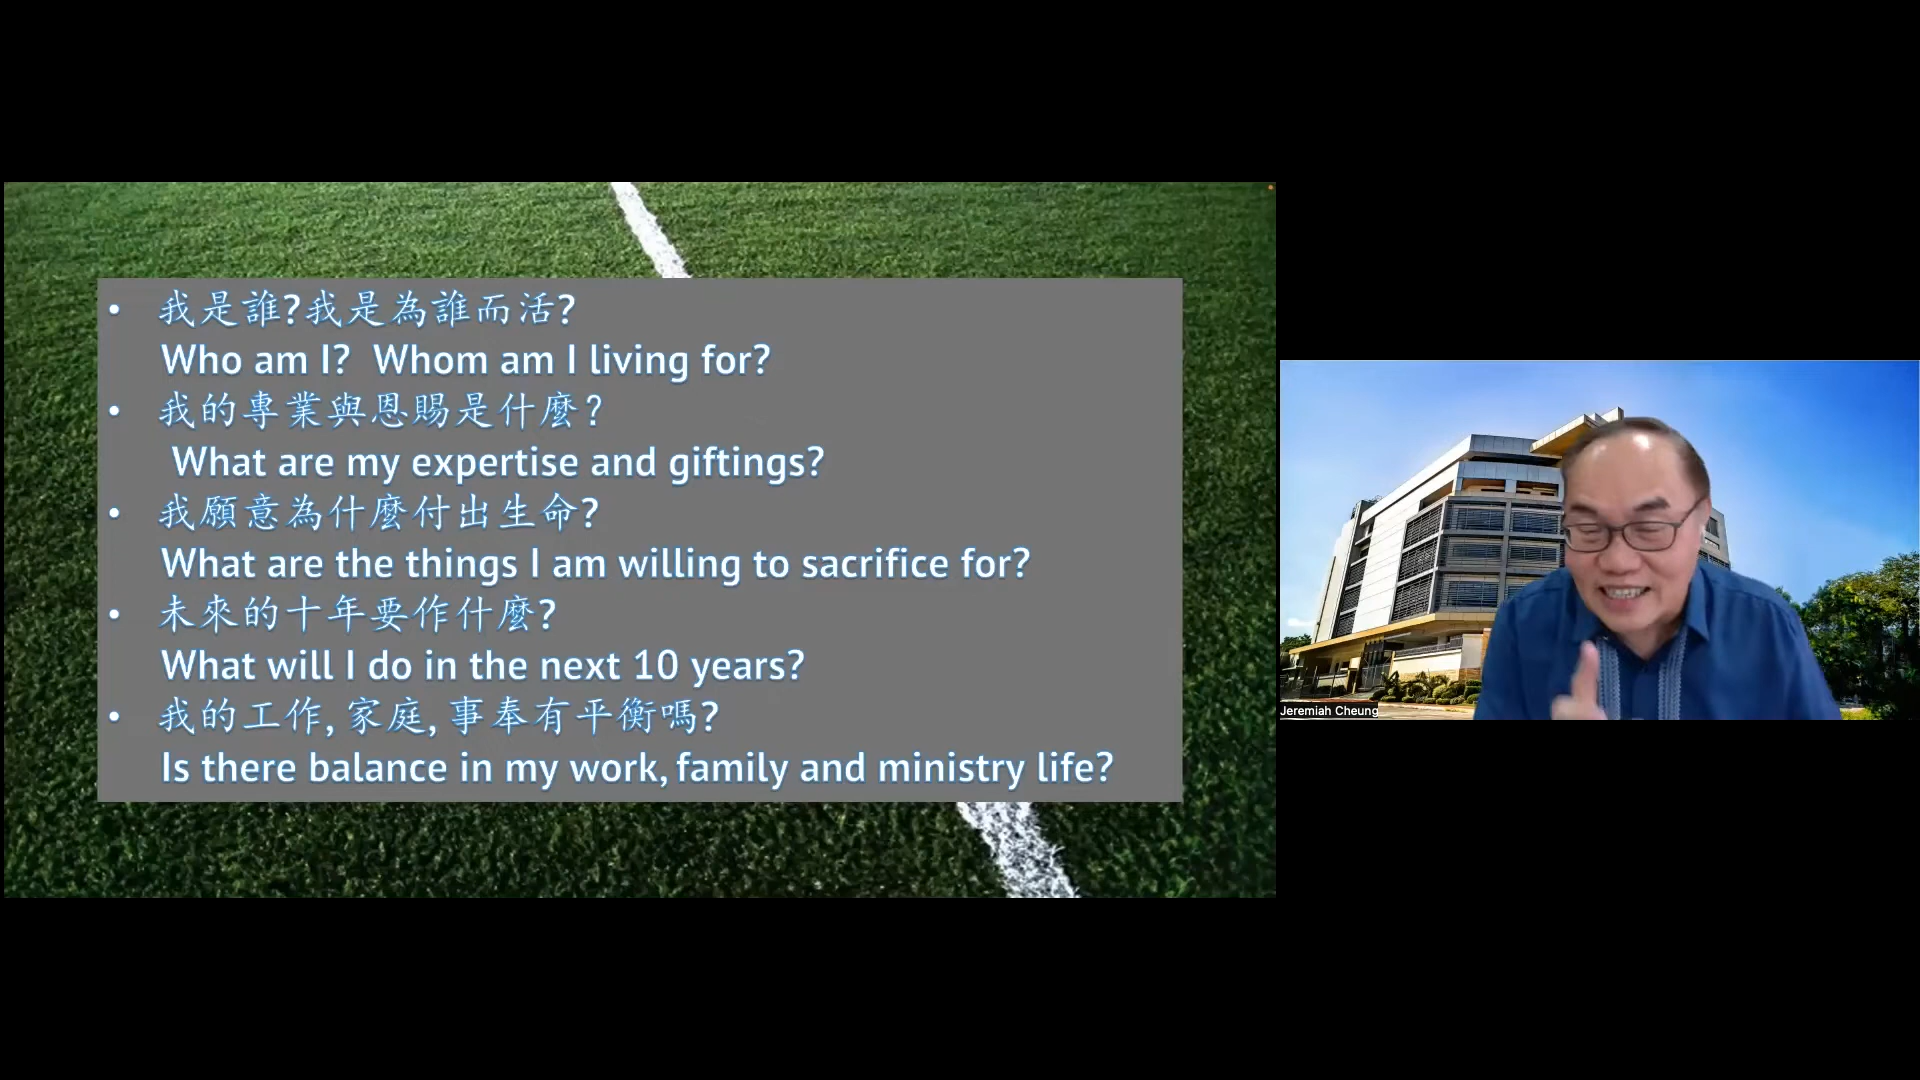 • 我是誰?我是為誰而活?
Who am I? Whom am I living for?
• 我的專業與恩賜是什麼?
What are my expertise and giftings?
• 我願意為什麼付出生命?
What are the things I am willing to sacrifice for?
• 未來的十年要作什麼?
What will I do in the next 10 years?
• 我的工作, 家庭, 事奉有平衡嗎?
Is there balance in my work, family and ministry life?
Jeremiah Cheung